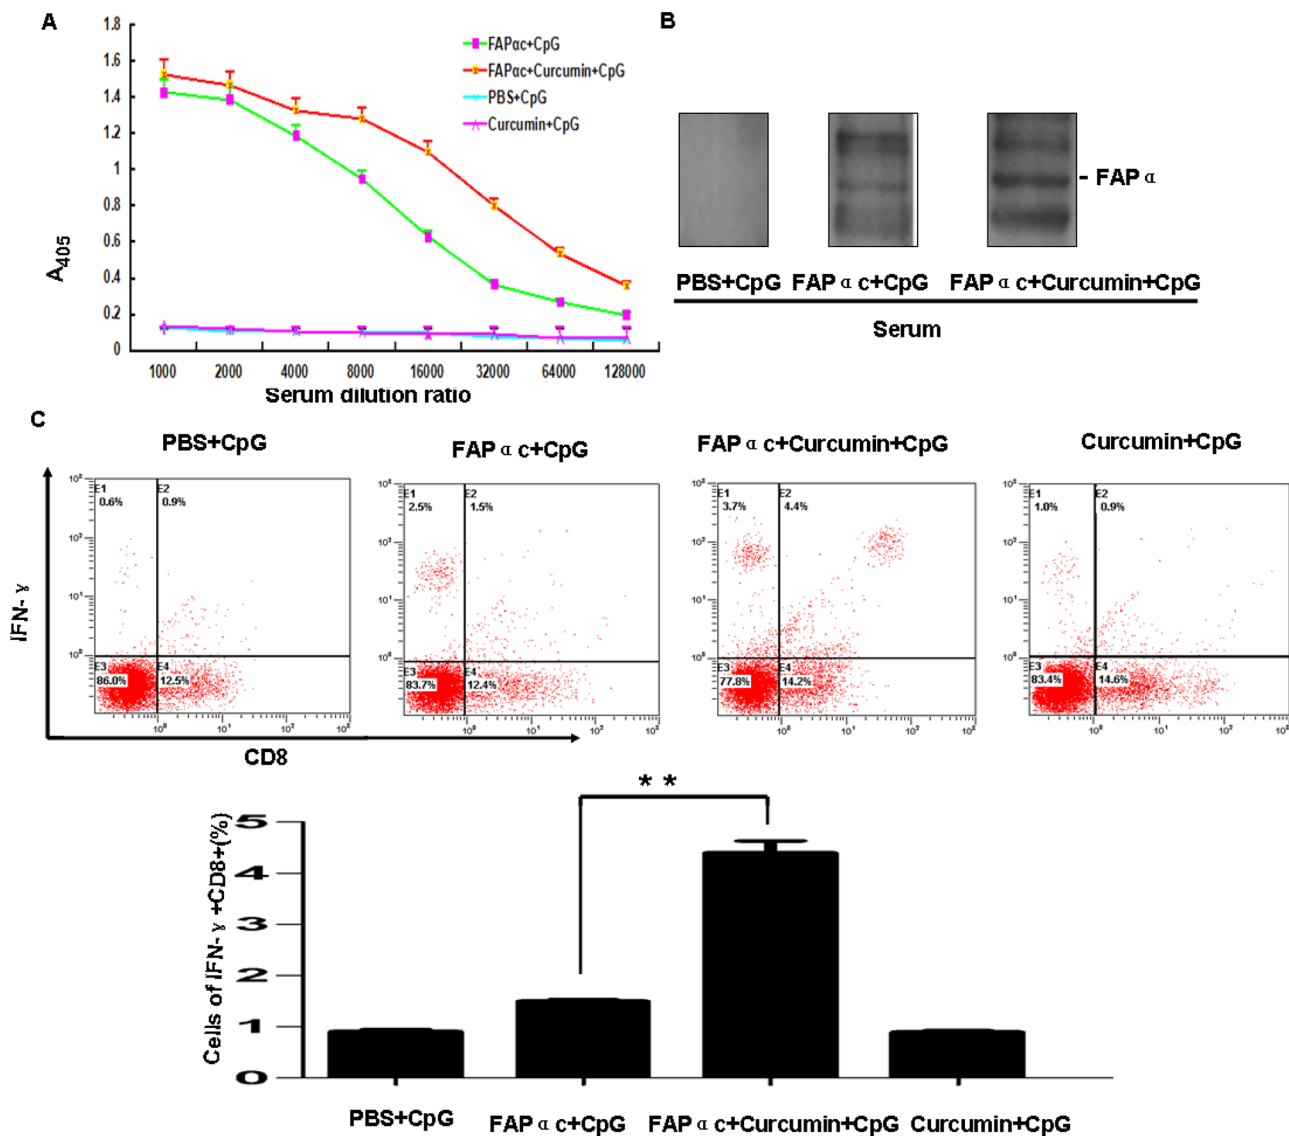 A
1.8
1.6
1.4
1.2
1
0.8
0.6
0.4
0.2
0
A405
FAPαc+CpG
FAPαc+Curcumin+CpG
PBS+CpG
Curcumin+CpG
1000 2000 4000 8000 16000 32000 64000 128000
Serum dilution ratio
B
- FAP α
PBS+CpG FAP α c+CpG FAP α c+Curcumin+CpG
Serum
C
PBS+CpG FAP α c+CpG FAP α c+Curcumin+CpG Curcumin+CpG
IFN-γ
E1 0.6%
E2 0.9%
E3 86.0%
E4 12.5%
E1 2.5%
E2 1.5%
E3 83.7%
E4 12.4%
E1 3.7%
E2 4.4%
E3 77.8%
E4 14.2%
E1 1.0%
E2 0.9%
E3 83.4%
E4 14.6%
CD8
* *
Cells of IFN-γ+CD8+(%)
5
4
3
2
1
0
PBS+CpG FAP α c+CpG FAP α c+Curcumin+CpG Curcumin+CpG